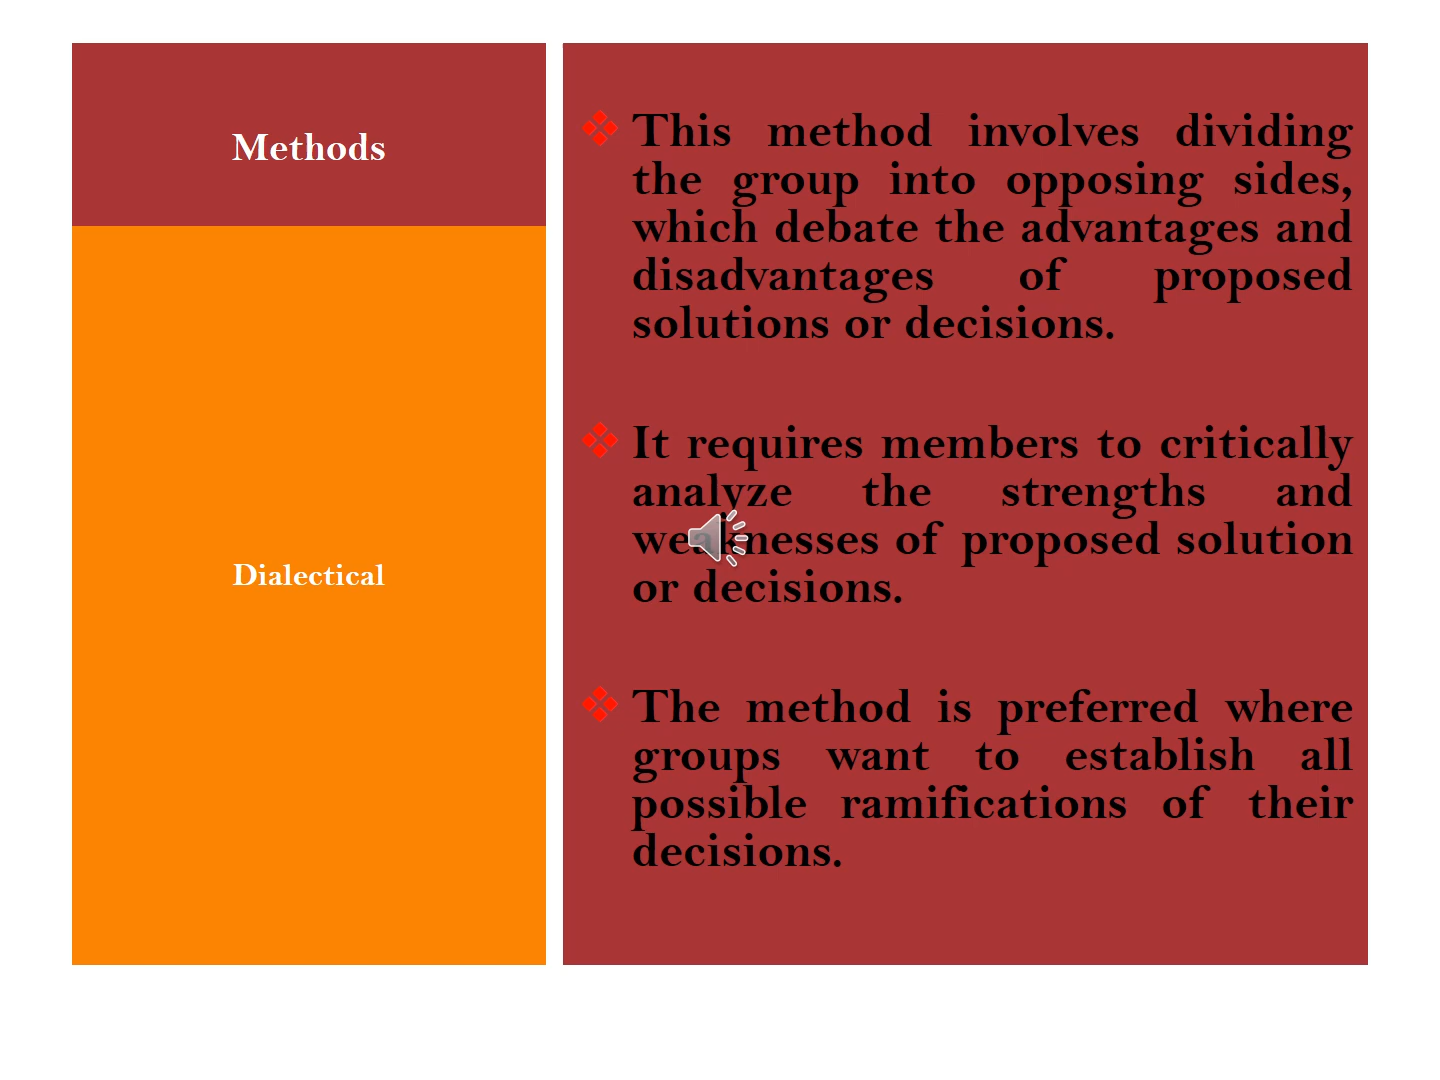 Methods
Dialectical
This method involves dividing
the group into opposing sides,
which debate the advantages and
disadvantages of proposed
solutions or decisions.
It requires members to critically
analyze the strengths and
weaknesses of proposed solution
or decisions.
The method is preferred where
groups want to establish all
possible ramifications of their
decisions.